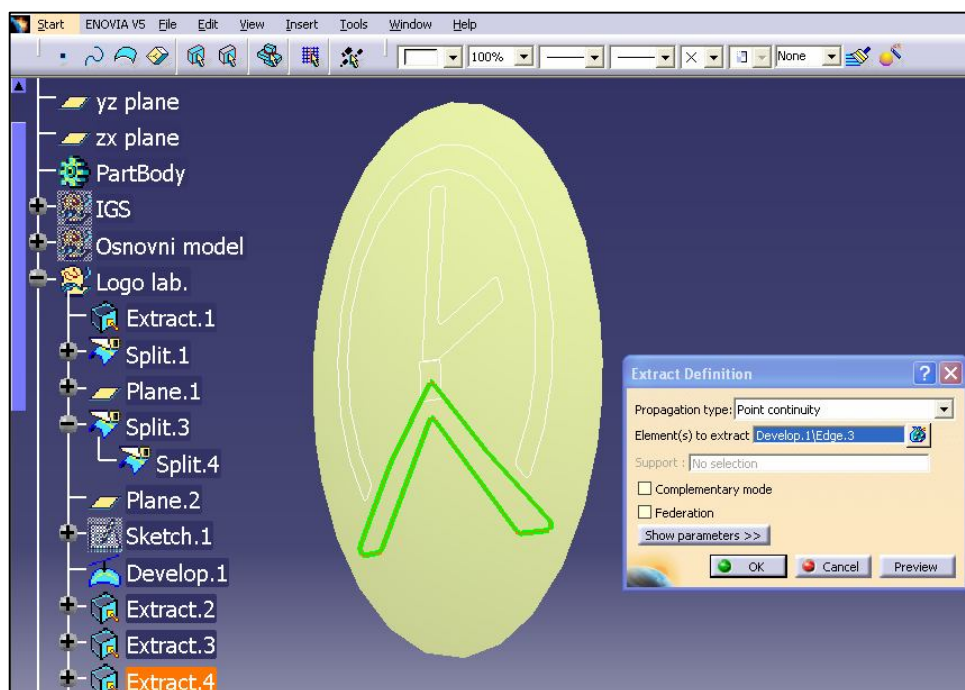 Start ENOVIA V5 File Edit View Insert Tools Window Help
100% None
yz plane
zx plane
PartBody
IGS
Osnovni model
Logo lab.
Extract.1
Split.1
Plane.1
Split.3
Split.4
Plane.2
Sketch.1
Develop.1
Extract.2
Extract.3
Extract.4
Extract Definition
Propagation type: Point continuity
Element(s) to extract Develop.1\Edge.3
Support : No selection
Complementary mode
Federation
Show parameters >>
OK Cancel Preview